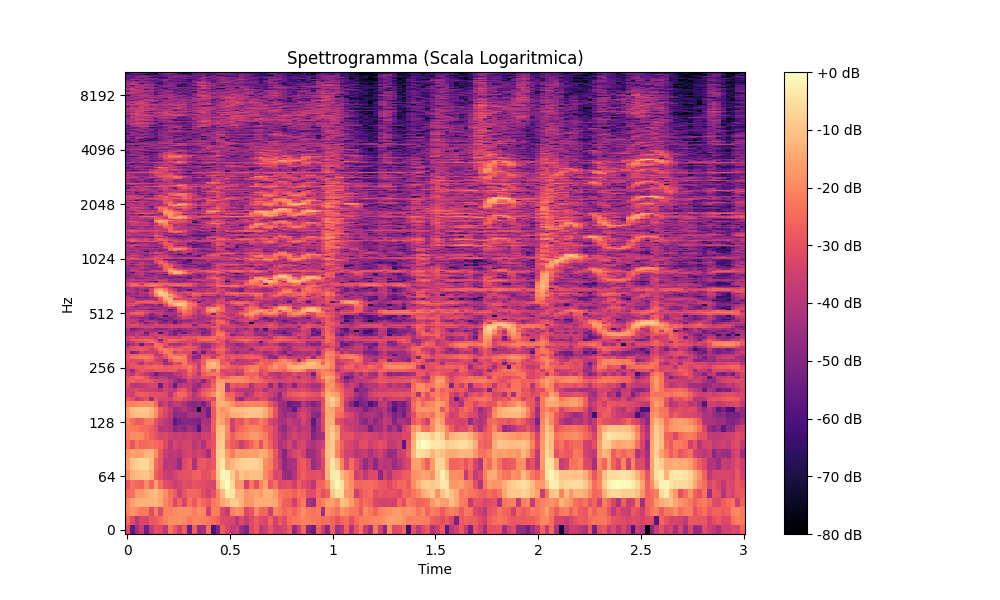 Spettrogramma (Scala Logaritmica)
Hz
8192
4096
2048
1024
512
256
128
64
0
0 0.5 1 1.5 2 2.5 3
Time
+0 dB
-10 dB
-20 dB
-30 dB
-40 dB
-50 dB
-60 dB
-70 dB
-80 dB